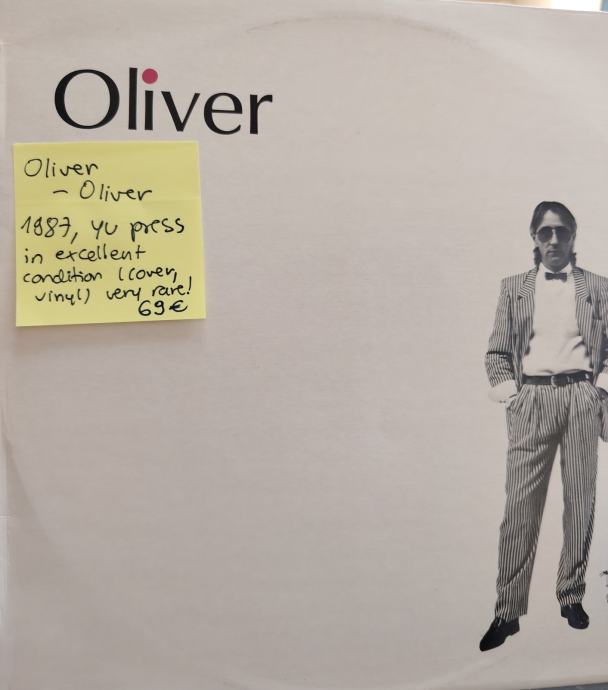 Oliver
Oliver
- Oliver
1987, yu press
in excellent
condition (cover,
vinyl) very rare!
69€